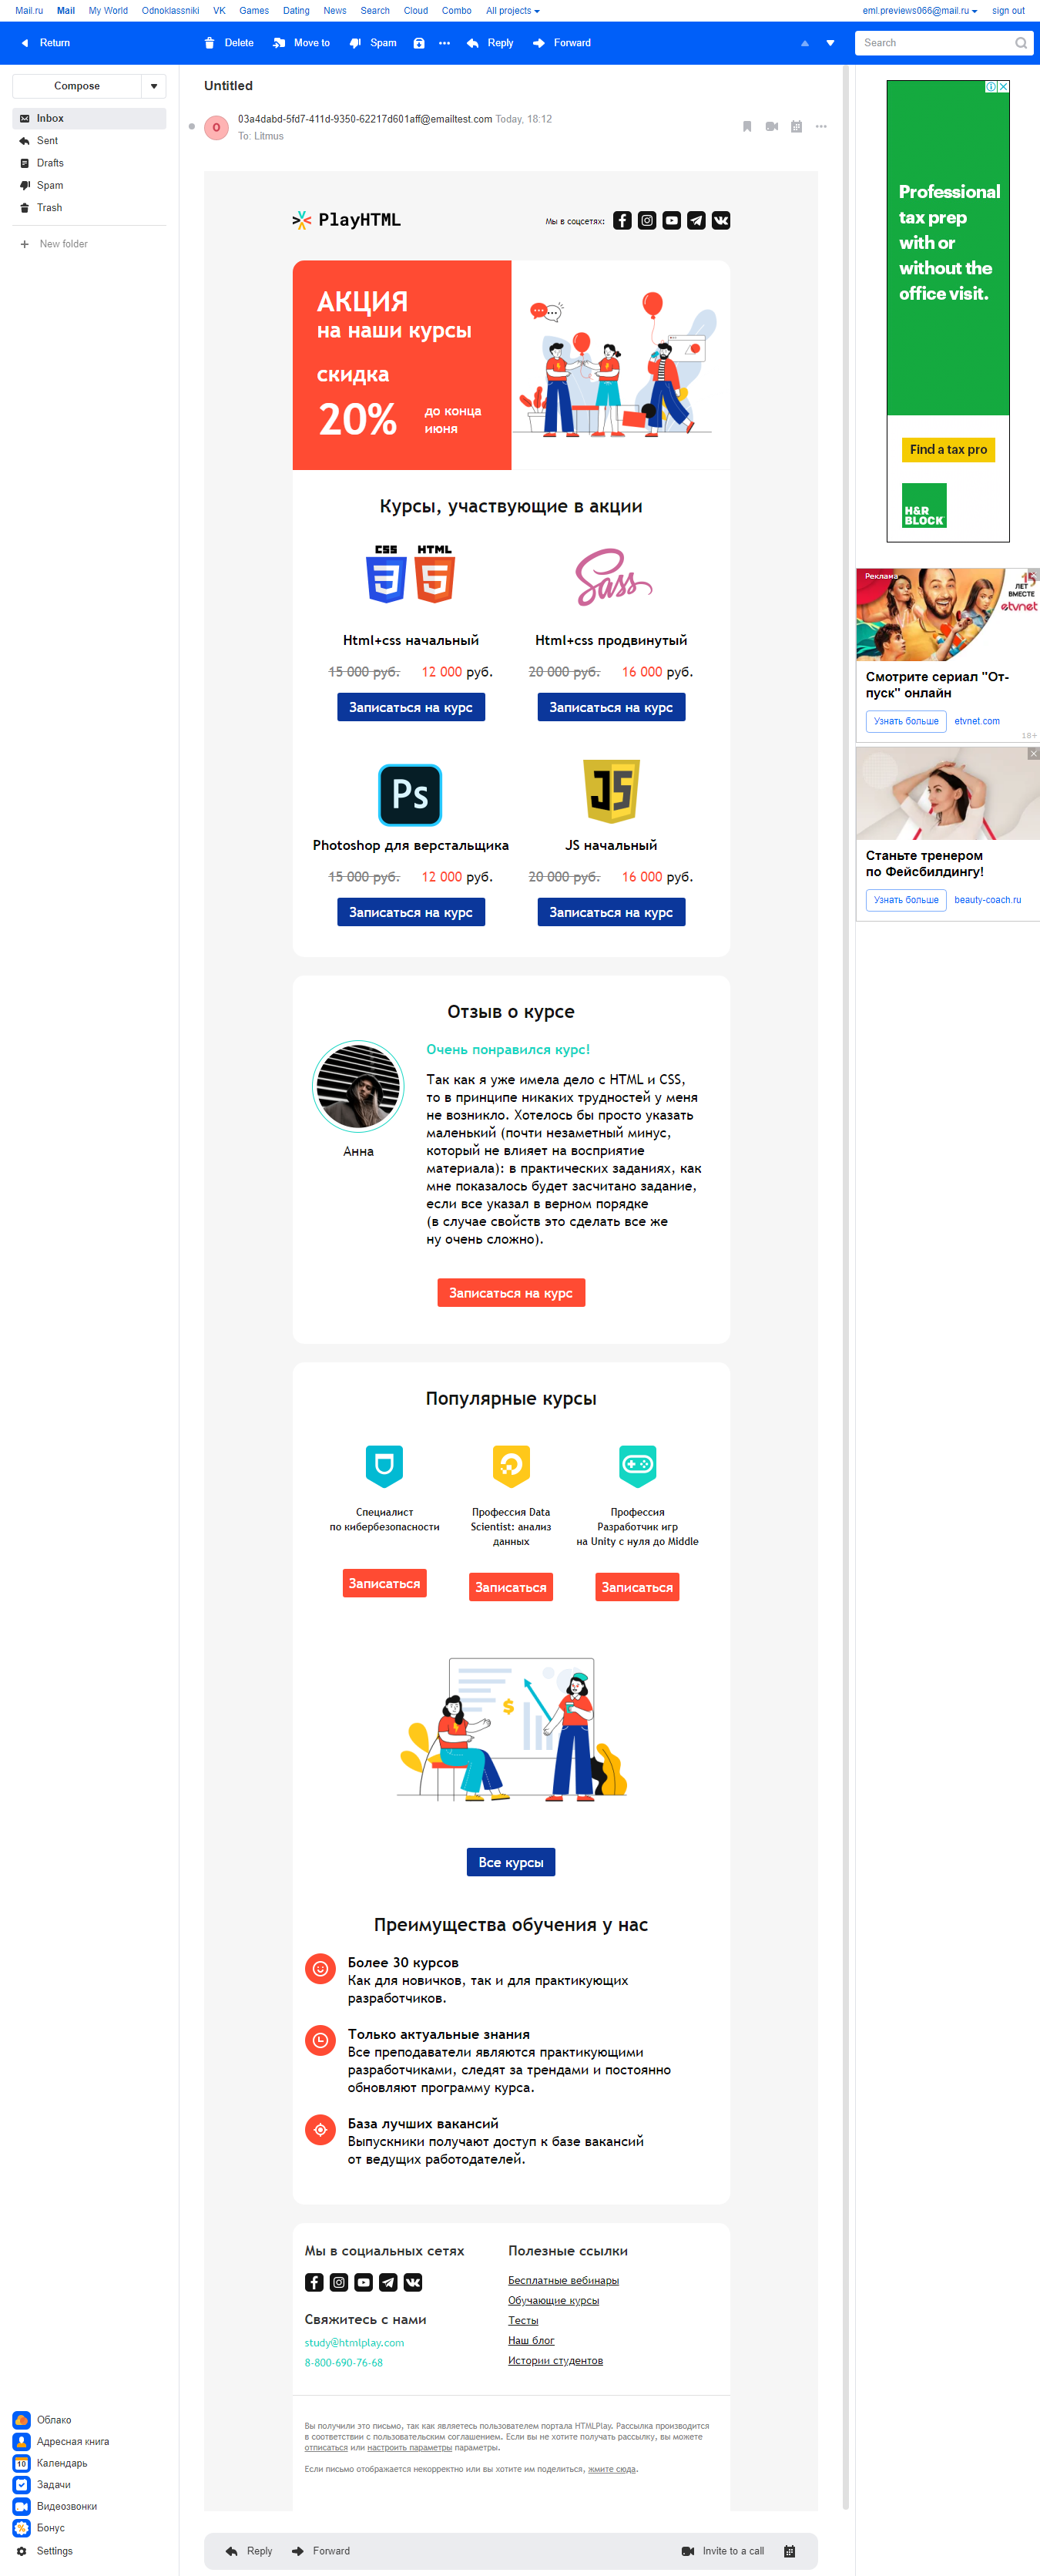 Mail.ru Mail My World Odnoklassniki VK Games Dating News Search Cloud Combo All projects eml.previews066@mail.ru sign out
Return Delete Move to Spam Reply Forward Search
Compose
Inbox
Sent
Drafts
Spam
Trash
New folder
Untitled
O 03a4dabd-5fd7-411d-9350-62217d601aff@emailtest.com Today, 18:12
To: Litmus
PlayHTML Мы в соцсетях:
АКЦИЯ
на наши курсы
скидка
20% до конца
июня
Курсы, участвующие в акции
CSS HTML
3 5 Sass
Html+css начальный Html+css продвинутый
15 000 руб. 12 000 руб. 20 000 руб. 16 000 руб.
Записаться на курс Записаться на курс
Ps JS
Photoshop для верстальщика JS начальный
15 000 руб. 12 000 руб. 20 000 руб. 16 000 руб.
Записаться на курс Записаться на курс
Отзыв о курсе
Очень понравился курс!
Так как я уже имела дело с HTML и CSS,
то в принципе никаких трудностей у меня
не возникло. Хотелось бы просто указать
маленький (почти незаметный минус,
который не влияет на восприятие
материала): в практических заданиях, как
мне показалось будет засчитано задание,
если все указал в верном порядке
(в случае свойств это сделать все же
ну очень сложно).
Анна
Записаться на курс
Популярные курсы
Специалист
по кибербезопасности
Профессия Data
Scientist: анализ
данных
Профессия
Разработчик игр
на Unity с нуля до Middle
Записаться Записаться Записаться
$
Все курсы
Преимущества обучения у нас
Более 30 курсов
Как для новичков, так и для практикующих
разработчиков.
Только актуальные знания
Все преподаватели являются практикующими
разработчиками, следят за трендами и постоянно
обновляют программу курса.
База лучших вакансий
Выпускники получают доступ к базе вакансий
от ведущих работодателей.
Мы в социальных сетях
Свяжитесь с нами
study@htmlplay.com
8-800-690-76-68
Полезные ссылки
Бесплатные вебинары
Обучающие курсы
Тесты
Наш блог
Истории студентов
Вы получили это письмо, так как являетесь пользователем портала HTMLPlay. Рассылка производится
в соответствии с пользовательским соглашением. Если вы не хотите получать рассылку, вы можете
отписаться или настроить параметры параметры.
Если письмо отображается некорректно или вы хотите им поделиться, жмите сюда.
Reply Forward Invite to a call
Professional
tax prep
with or
without the
office visit.
Find a tax pro
H&R
BLOCK
Реклама
15
ЛЕТ
ВМЕСТЕ
etvnet
Смотрите сериал "От-
пуск" онлайн
Узнать больше etvnet.com
18+
Станьте тренером
по Фейсбилдингу!
Узнать больше beauty-coach.ru
Облако
Адресная книга
10 Календарь
Задачи
Видеозвонки
Бонус
Settings